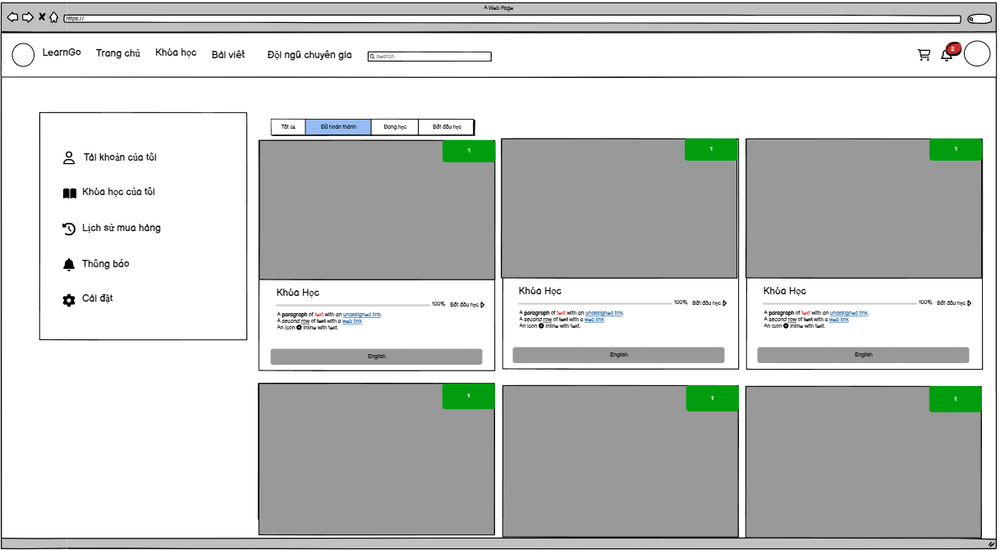 A Web Page
https://
LearnGo Trang chủ Khóa học Bài viết Đội ngũ chuyên gia search 2
Tài khoản của tôi
Khóa học của tôi
Lịch sử mua hàng
Thông báo
Cài đặt
Tất cả Đã hoàn thành Đang học Bắt đầu học
1
Khóa Học
100% Bắt đầu học
A paragraph of text with an unassigned link.
A second row of text with a web link
An icon inline with text.
English
1
Khóa Học
100% Bắt đầu học
A paragraph of text with an unassigned link.
A second row of text with a web link
An icon inline with text.
English
1
Khóa Học
100% Bắt đầu học
A paragraph of text with an unassigned link.
A second row of text with a web link
An icon inline with text.
English
1
1
1